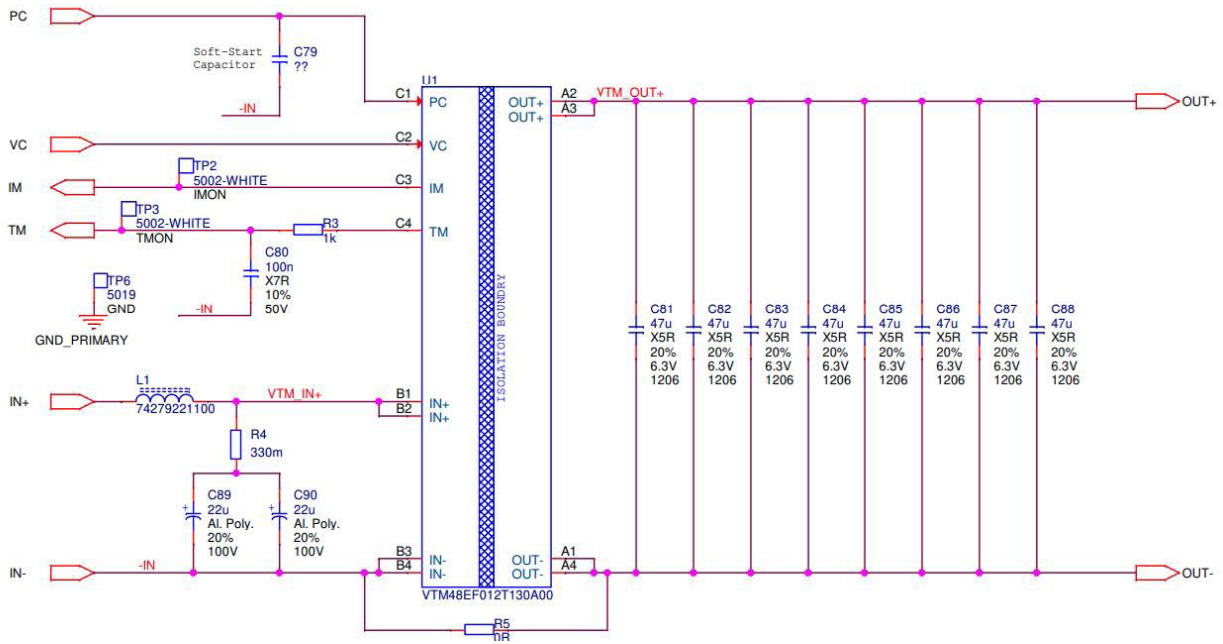 PC
Soft-Start
Capacitor
C79
??
-IN
U1
C1
PC
OUT+
A2
VTM_OUT+
OUT+
A3
OUT+
VC
C2
VC
TP2
5002-WHITE
IMON
IM
C3
IM
TP3
5002-WHITE
TMON
TM
R3
1k
C4
TM
C80
100n
X7R
10%
50V
-IN
TP6
5019
GND
GND_PRIMARY
ISOLATION BOUNDRY
C81
47u
X5R
20%
6.3V
1206
C82
47u
X5R
20%
6.3V
1206
C83
47u
X5R
20%
6.3V
1206
C84
47u
X5R
20%
6.3V
1206
C85
47u
X5R
20%
6.3V
1206
C86
47u
X5R
20%
6.3V
1206
C87
47u
X5R
20%
6.3V
1206
C88
47u
X5R
20%
6.3V
1206
L1
IN+
74279221100
VTM_IN+
B1
IN+
B2
IN+
R4
330m
C89
22u
Al. Poly.
20%
100V
+
C90
22u
Al. Poly.
20%
100V
+
IN-
-IN
B3
IN-
B4
IN-
OUT-
A1
OUT-
A4
OUT-
VTM48EF012T130A00
R5
0R